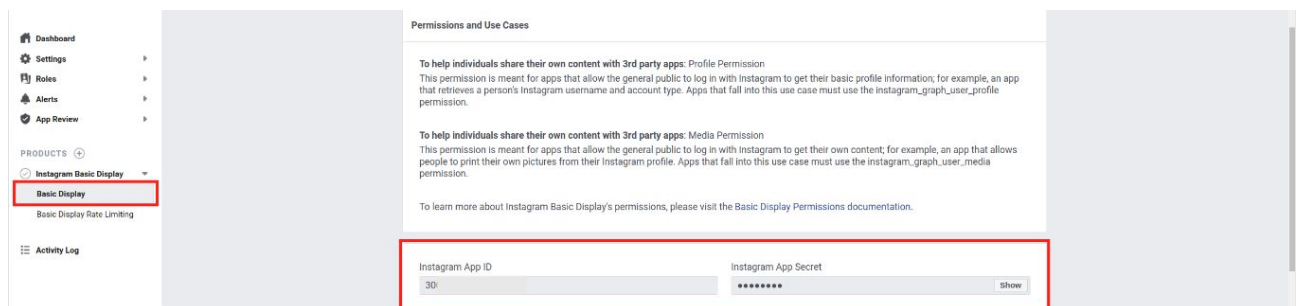 Dashboard
Settings
Roles
Alerts
App Review
PRODUCTS
Instagram Basic Display
Basic Display
Basic Display Rate Limiting
Activity Log
Permissions and Use Cases
To help individuals share their own content with 3rd party apps: Profile Permission
This permission is meant for apps that allow the general public to log in with Instagram to get their basic profile information; for example, an app
that retrieves a person's Instagram username and account type. Apps that fall into this use case must use the instagram_graph_user_profile
permission.
To help individuals share their own content with 3rd party apps: Media Permission
This permission is meant for apps that allow the general public to log in with Instagram to get their own content; for example, an app that allows
people to print their own pictures from their Instagram profile. Apps that fall into this use case must use the instagram_graph_user_media
permission.
To learn more about Instagram Basic Display's permissions, please visit the Basic Display Permissions documentation.
Instagram App ID
30
Instagram App Secret
●●●●●●●●
Show